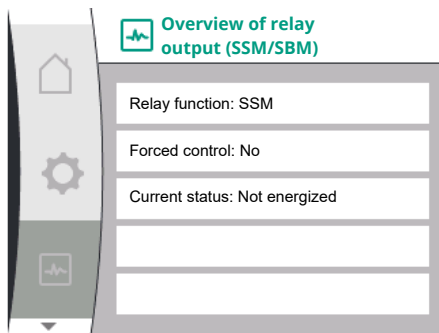 Overview of relay
output (SSM/SBM)
Relay function: SSM
Forced control: No
Current status: Not energized